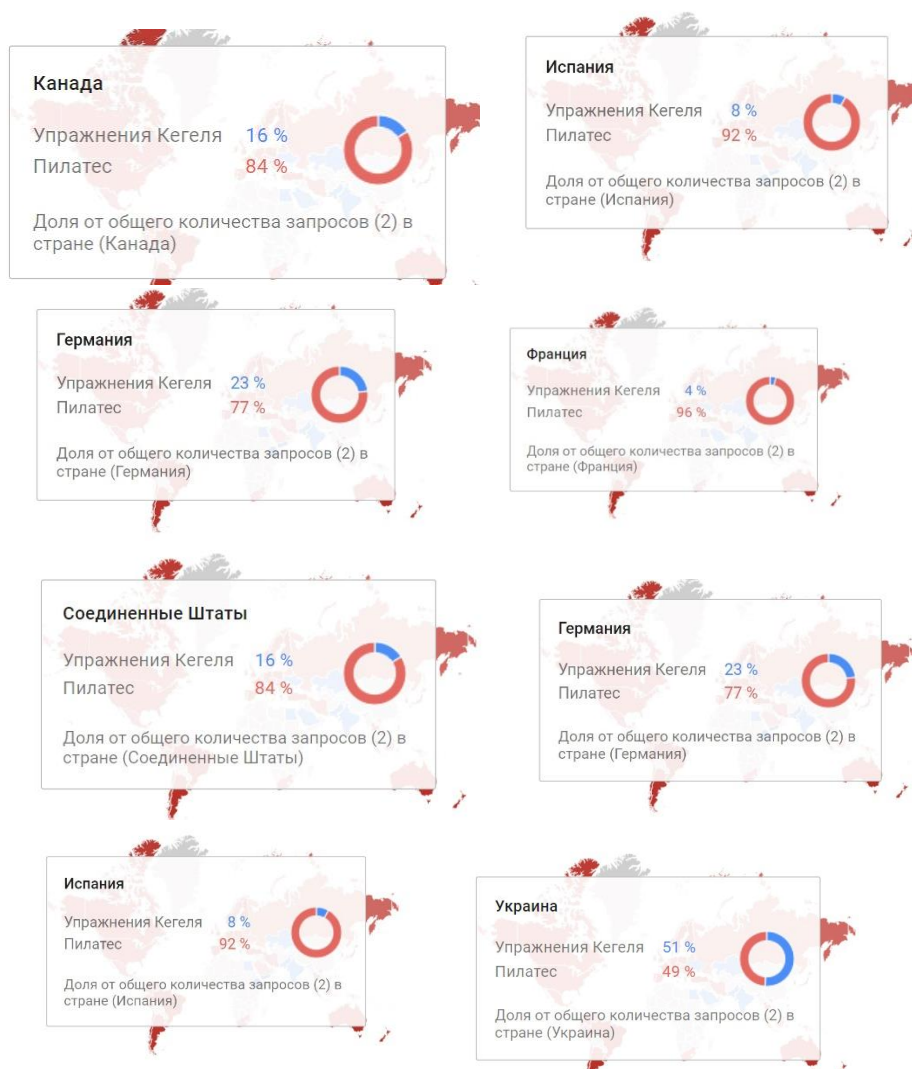 Канада
Упражнения Кегеля 16 %
Пилатес 84 %
Доля от общего количества запросов (2) в
стране (Канада)
Испания
Упражнения Кегеля 8 %
Пилатес 92 %
Доля от общего количества запросов (2) в
стране (Испания)
Германия
Упражнения Кегеля 23 %
Пилатес 77 %
Доля от общего количества запросов (2) в
стране (Германия)
Франция
Упражнения Кегеля 4 %
Пилатес 96 %
Доля от общего количества запросов (2) в
стране (Франция)
Соединенные Штаты
Упражнения Кегеля 16 %
Пилатес 84 %
Доля от общего количества запросов (2) в
стране (Соединенные Штаты)
Германия
Упражнения Кегеля 23 %
Пилатес 77 %
Доля от общего количества запросов (2) в
стране (Германия)
Испания
Упражнения Кегеля 8 %
Пилатес 92 %
Доля от общего количества запросов (2) в
стране (Испания)
Украина
Упражнения Кегеля 51 %
Пилатес 49 %
Доля от общего количества запросов (2) в
стране (Украина)